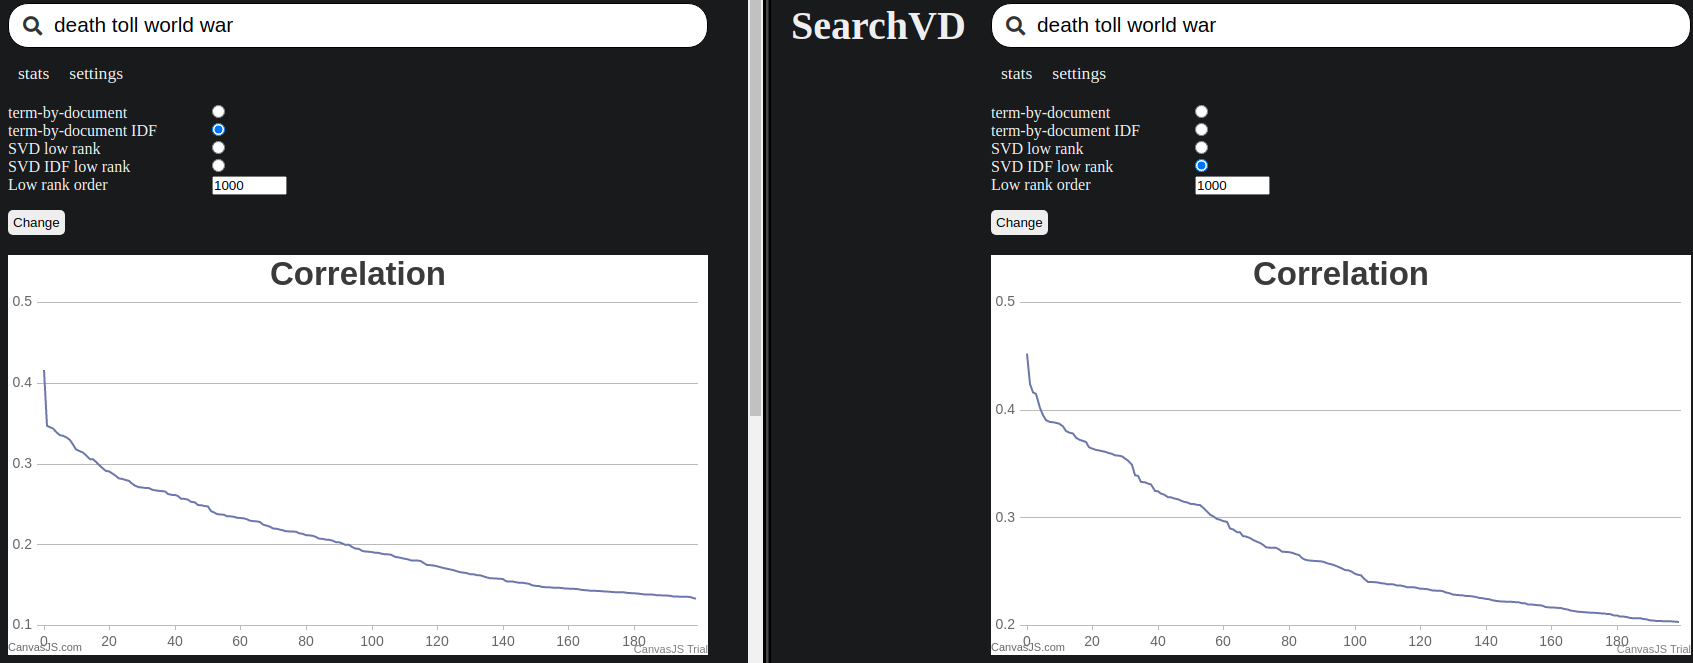 death toll world war
stats settings
term-by-document
term-by-document IDF
SVD low rank
SVD IDF low rank
Low rank order 1000
Change
Correlation
0.5
0.4
0.3
0.2
0.1
0 20 40 60 80 100 120 140 160 180
CanvasJS.com
CanvasJS Trial
SearchVD
death toll world war
stats settings
term-by-document
term-by-document IDF
SVD low rank
SVD IDF low rank
Low rank order 1000
Change
Correlation
0.5
0.4
0.3
0.2
0 20 40 60 80 100 120 140 160 180
CanvasJS.com
CanvasJS Trial